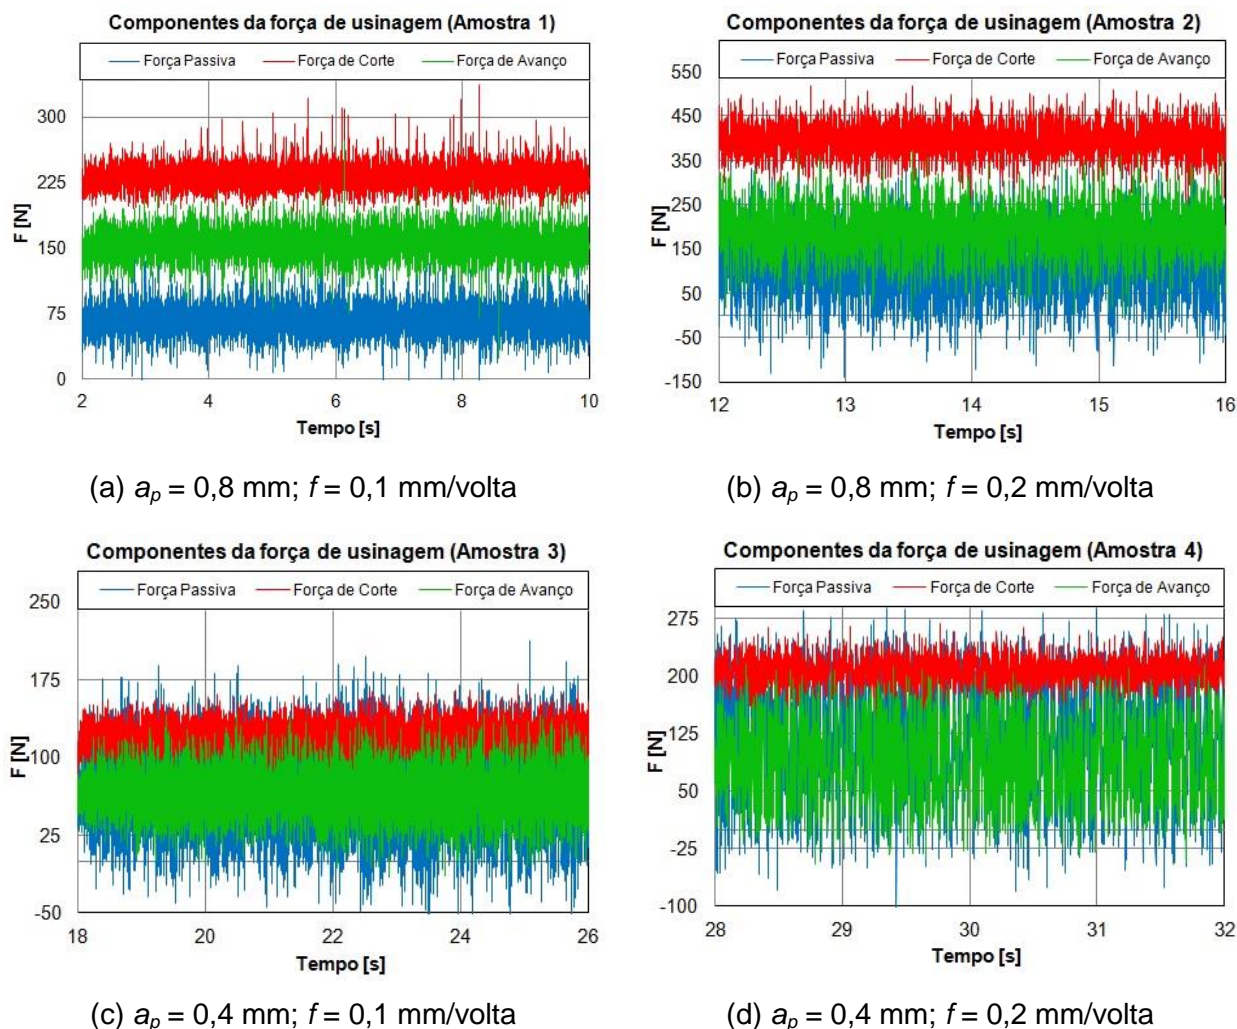 Componentes da força de usinagem (Amostra 1)
Força Passiva Força de Corte Força de Avanço
300
225
150
75
0
F [N]
2 4 6 8 10
Tempo [s]
(a) ap = 0,8 mm; f = 0,1 mm/volta
Componentes da força de usinagem (Amostra 2)
550
Força Passiva Força de Corte Força de Avanço
450
350
250
150
50
-50
-150
F [N]
12 13 14 15 16
Tempo [s]
(b) ap = 0,8 mm; f = 0,2 mm/volta
Componentes da força de usinagem (Amostra 3)
Força Passiva Força de Corte Força de Avanço
250
175
100
25
-50
F [N]
18 20 22 24 26
Tempo [s]
(c) ap = 0,4 mm; f = 0,1 mm/volta
Componentes da força de usinagem (Amostra 4)
Força Passiva Força de Corte Força de Avanço
275
200
125
50
-25
-100
F [N]
28 29 30 31 32
Tempo [s]
(d) ap = 0,4 mm; f = 0,2 mm/volta